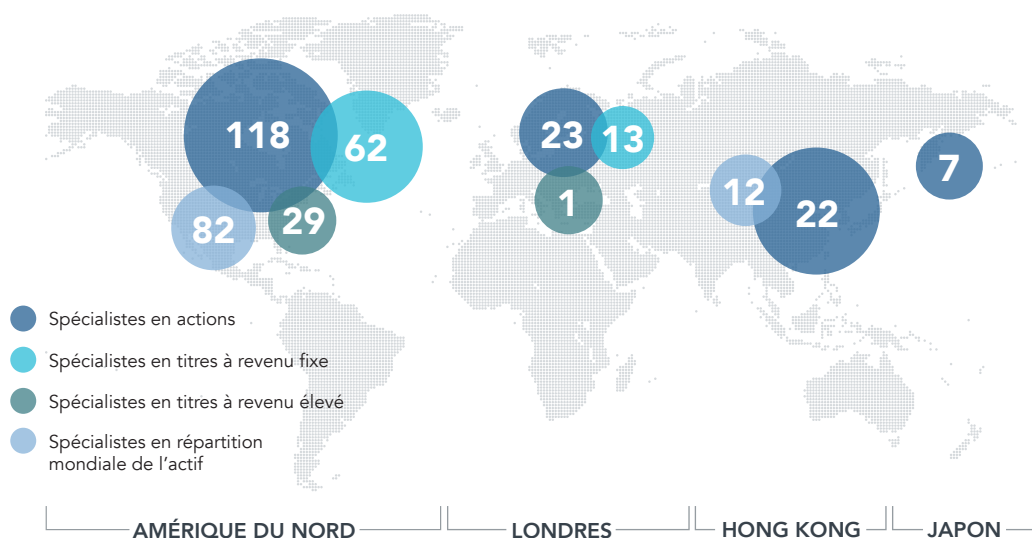 118
62
82
29
23
13
1
12
22
7
Spécialistes en actions
Spécialistes en titres à revenu fixe
Spécialistes en titres à revenu élevé
Spécialistes en répartition
mondiale de l'actif
AMÉRIQUE DU NORD
LONDRES
HONG KONG
JAPON